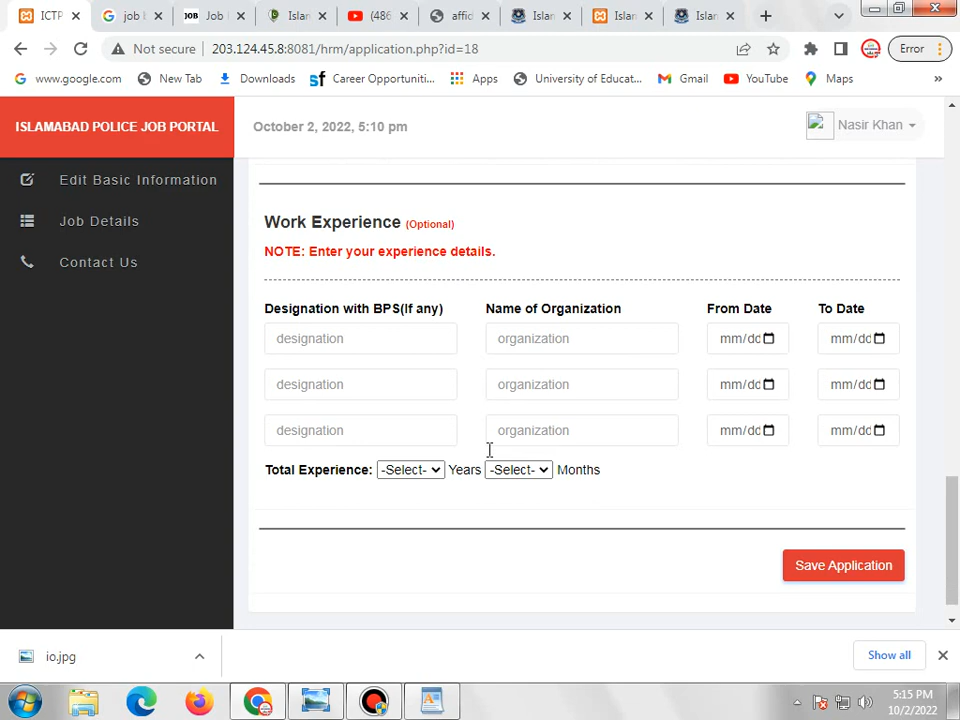 ICTP
job l
Job
Islan
(486
affid
Islan
Islan
Islan
Not secure 203.124.45.8:8081/hrm/application.php?id=18
Error
www.google.com New Tab Downloads Career Opportuniti... Apps University of Educat... Gmail YouTube Maps »
ISLAMABAD POLICE JOB PORTAL
October 2, 2022, 5:10 pm
Nasir Khan
Edit Basic Information
Job Details
Contact Us
Work Experience (Optional)
NOTE: Enter your experience details.
Designation with BPS(If any) Name of Organization From Date To Date
designation organization mm/dd mm/dd
designation organization mm/dd mm/dd
designation organization mm/dd mm/dd
Total Experience: -Select- Years -Select- Months
Save Application
io.jpg
Show all
5:15 PM
10/2/2022